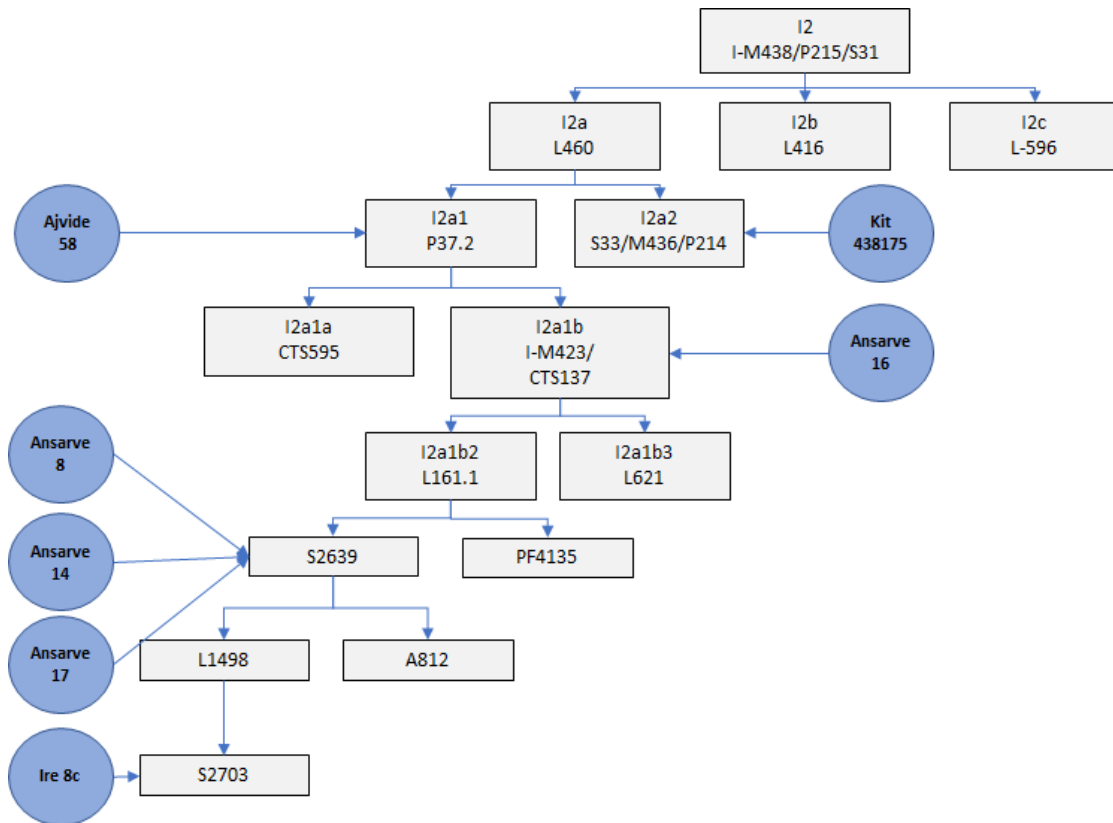 I2
I-M438/P215/S31
I2a
L460
I2b
L416
I2c
L-596
Ajvide
58
I2a1
P37.2
I2a2
S33/M436/P214
Kit
438175
I2a1a
CTS595
I2a1b
I-M423/
CTS137
Ansarve
16
Ansarve
8
I2a1b2
L161.1
I2a1b3
L621
Ansarve
14
S2639
PF4135
Ansarve
17
L1498
A812
Ire 8c
S2703